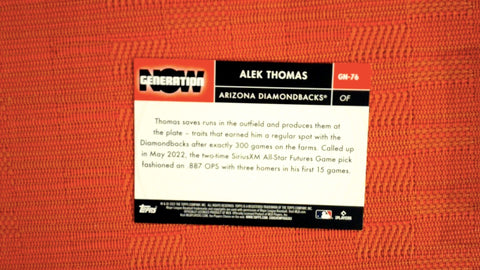 GENERATION NOW
ALEK THOMAS
GN-76
ARIZONA DIAMONDBACKS®
OF
Thomas saves runs in the outfield and produces them at
the plate – traits that earned him a regular spot with the
Diamondbacks after exactly 300 games on the farms. Called up
in May 2022, the two-time SiriusXM All-Star Futures Game pick
fashioned an .887 OPS with three homers in his first 15 games.
topps
PLAYERS